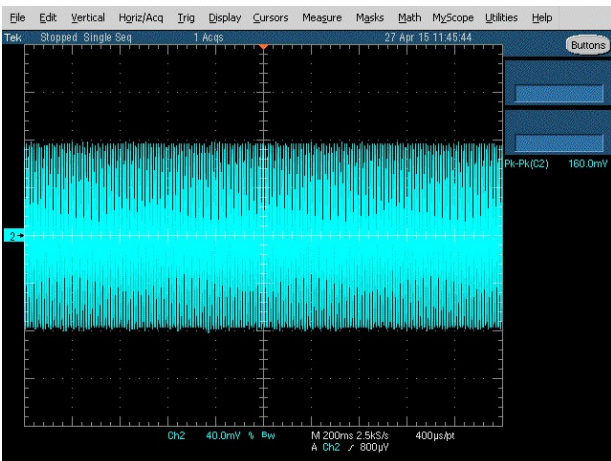 File Edit Vertical Horiz/Acq Trig Display Cursors Measure Masks Math MyScope Utilities Help
Tek Stopped Single Seq 1 Acqs 27 Apr 15 11:45:44
Buttons
Pk-Pk(C2) 160.0mV
2
Ch2 40.0mV % Bw M 200ms 2.5kS/s 400µs/pt
A Ch2 / 800µV